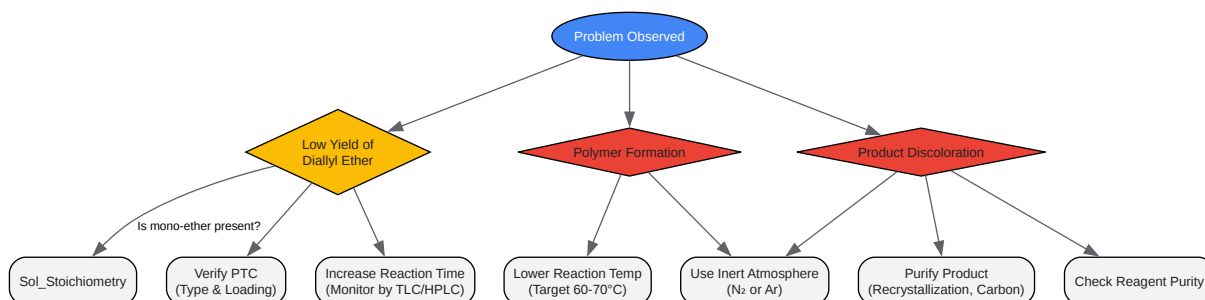 Problem Observed
Low Yield of
Diallyl Ether
Polymer Formation
Product Discoloration
Is mono-ether present?
Sol_Stoichiometry
Verify PTC
(Type & Loading)
Increase Reaction Time
(Monitor by TLC/HPLC)
Lower Reaction Temp
(Target 60-70°C)
Use Inert Atmosphere
(N₂ or Ar)
Purify Product
(Recrystallization, Carbon)
Check Reagent Purity